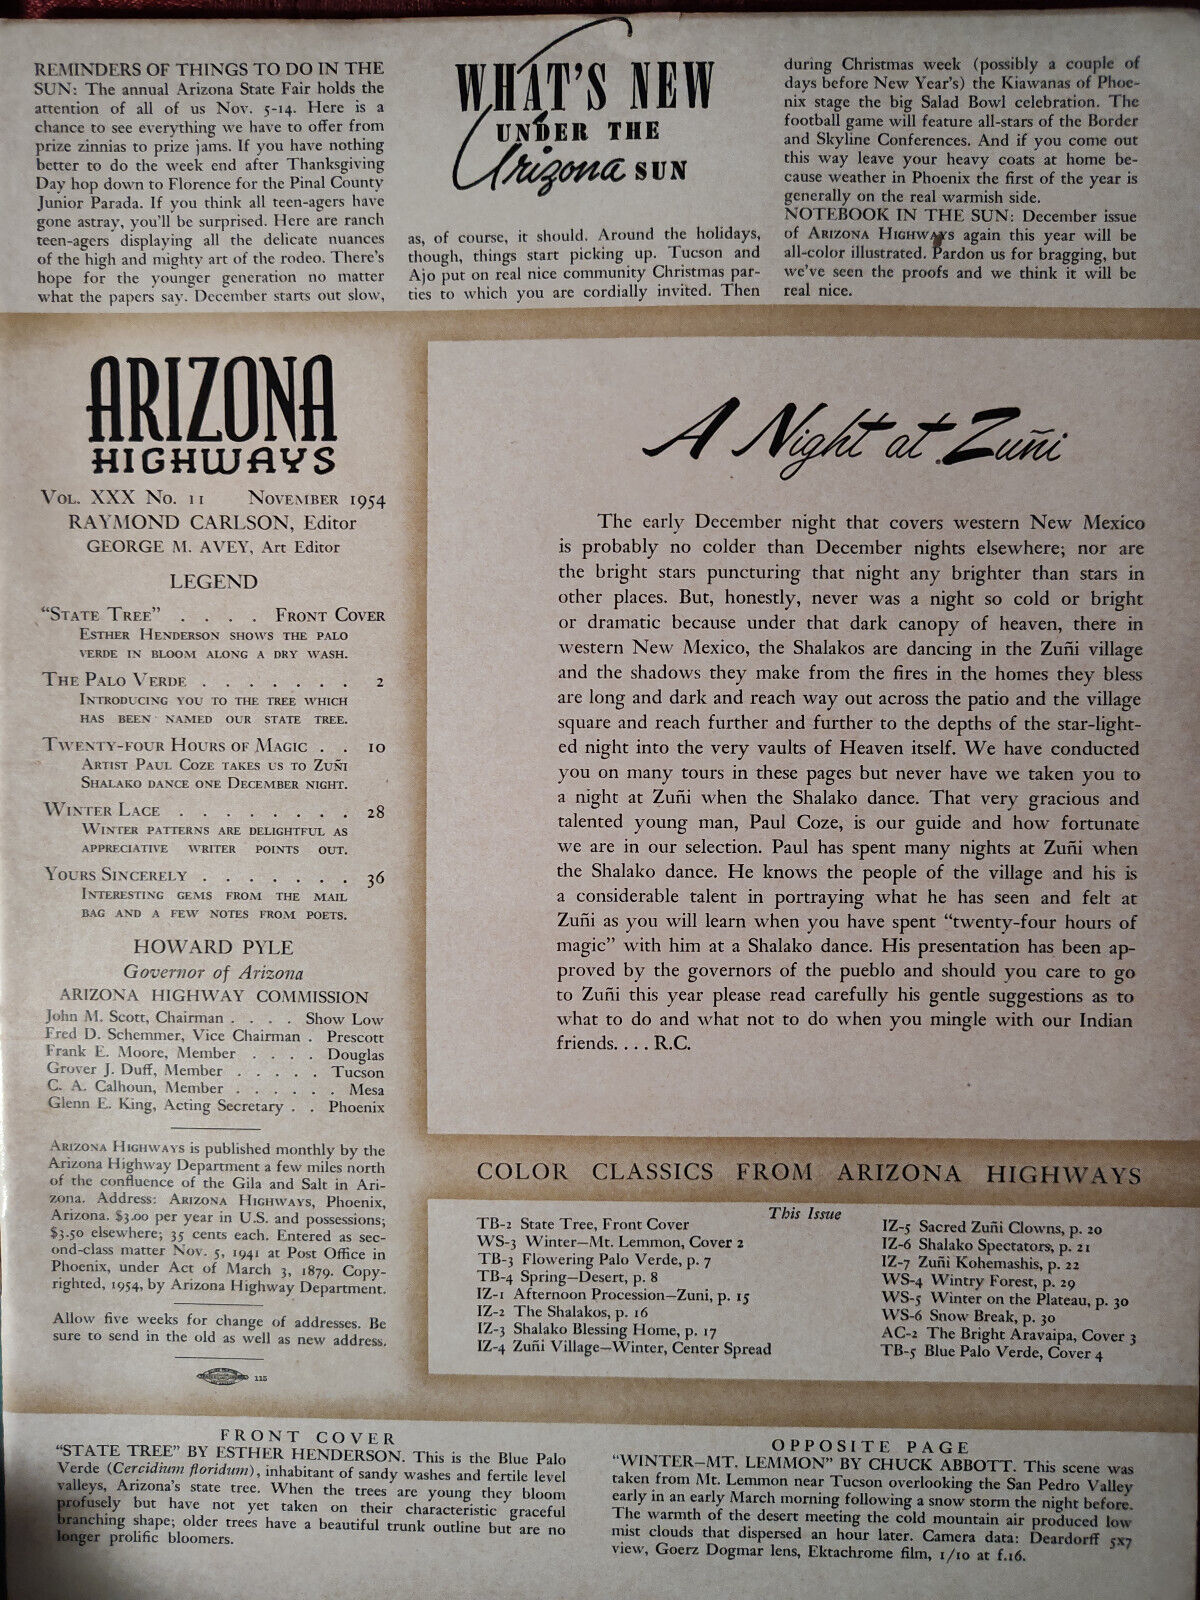 REMINDERS OF THINGS TO DO IN THE
SUN: The annual Arizona State Fair holds the
attention of all of us Nov. 5-14. Here is a
chance to see everything we have to offer from
prize zinnias to prize jams. If you have nothing
better to do the week end after Thanksgiving
Day hop down to Florence for the Pinal County
Junior Parada. If you think all teen-agers have
gone astray, you'll be surprised. Here are ranch
teen-agers displaying all the delicate nuances
of the high and mighty art of the rodeo. There's
hope for the younger generation no matter
what the papers say. December starts out slow,
WHAT'S NEW
UNDER THE
Arizona SUN
as, of course, it should. Around the holidays,
though, things start picking up. Tucson and
Ajo put on real nice community Christmas par-
ties to which you are cordially invited. Then
during Christmas week (possibly a couple of
days before New Year's) the Kiawanas of Phoe-
nix stage the big Salad Bowl celebration. The
football game will feature all-stars of the Border
and Skyline Conferences. And if you come out
this way leave your heavy coats at home be-
cause weather in Phoenix the first of the year is
generally on the real warmish side.
NOTEBOOK IN THE SUN: December issue
of ARIZONA HIGHWAYS again this year will be
all-color illustrated. Pardon us for bragging, but
we've seen the proofs and we think it will be
real nice.
ARIZONA
HIGHWAYS
VOL. XXX No. 11 NOVEMBER 1954
RAYMOND CARLSON, Editor
GEORGE M. AVEY, Art Editor
LEGEND
"STATE TREE" . . . . FRONT COVER
ESTHER HENDERSON SHOWS THE PALO
VERDE IN BLOOM ALONG A DRY WASH.
THE PALO VERDE . . . . . . . 2
INTRODUCING YOU TO THE TREE WHICH
HAS BEEN NAMED OUR STATE TREE.
TWENTY-FOUR HOURS OF MAGIC . . 10
ARTIST PAUL COZE TAKES US TO ZUÑI
SHALAKO DANCE ONE DECEMBER NIGHT.
WINTER LACE . . . . . . . . 28
WINTER PATTERNS ARE DELIGHTFUL AS
APPRECIATIVE WRITER POINTS OUT.
YOURS SINCERELY . . . . . . . 36
INTERESTING GEMS FROM THE MAIL
BAG AND A FEW NOTES FROM POETS.
HOWARD PYLE
Governor of Arizona
ARIZONA HIGHWAY COMMISSION
John M. Scott, Chairman . . . . Show Low
Fred D. Schemmer, Vice Chairman . Prescott
Frank E. Moore, Member . . . . Douglas
Grover J. Duff, Member . . . . . Tucson
C. A. Calhoun, Member . . . . . . Mesa
Glenn E. King, Acting Secretary . . Phoenix
ARIZONA HIGHWAYS is published monthly by the
Arizona Highway Department a few miles north
of the confluence of the Gila and Salt in Ari-
zona. Address: ARIZONA HIGHWAYS, Phoenix,
Arizona. $3.00 per year in U.S. and possessions;
$3.50 elsewhere; 35 cents each. Entered as sec-
ond-class matter Nov. 5, 1941 at Post Office in
Phoenix, under Act of March 3, 1879. Copy-
righted, 1954, by Arizona Highway Department.
Allow five weeks for change of addresses. Be
sure to send in the old as well as new address.
115
A Night at Zuñi
The early December night that covers western New Mexico
is probably no colder than December nights elsewhere; nor are
the bright stars puncturing that night any brighter than stars in
other places. But, honestly, never was a night so cold or bright
or dramatic because under that dark canopy of heaven, there in
western New Mexico, the Shalakos are dancing in the Zuñi village
and the shadows they make from the fires in the homes they bless
are long and dark and reach way out across the patio and the village
square and reach further and further to the depths of the star-light-
ed night into the very vaults of Heaven itself. We have conducted
you on many tours in these pages but never have we taken you to
a night at Zuñi when the Shalako dance. That very gracious and
talented young man, Paul Coze, is our guide and how fortunate
we are in our selection. Paul has spent many nights at Zuñi when
the Shalako dance. He knows the people of the village and his is
a considerable talent in portraying what he has seen and felt at
Zuñi as you will learn when you have spent "twenty-four hours of
magic" with him at a Shalako dance. His presentation has been ap-
proved by the governors of the pueblo and should you care to go
to Zuñi this year please read carefully his gentle suggestions as to
what to do and what not to do when you mingle with our Indian
friends. . . . R.C.
COLOR CLASSICS FROM ARIZONA HIGHWAYS
This Issue
TB-2 State Tree, Front Cover
WS-3 Winter—Mt. Lemmon, Cover 2
TB-3 Flowering Palo Verde, p. 7
TB-4 Spring—Desert, p. 8
IZ-1 Afternoon Procession—Zuni, p. 15
IZ-2 The Shalakos, p. 16
IZ-3 Shalako Blessing Home, p. 17
IZ-4 Zuñi Village—Winter, Center Spread
IZ-5 Sacred Zuñi Clowns, p. 20
IZ-6 Shalako Spectators, p. 21
IZ-7 Zuñi Kohemashis, p. 22
WS-4 Wintry Forest, p. 29
WS-5 Winter on the Plateau, p. 30
WS-6 Snow Break, p. 30
AC-2 The Bright Aravaipa, Cover 3
TB-5 Blue Palo Verde, Cover 4
FRONT COVER
"STATE TREE" BY ESTHER HENDERSON. This is the Blue Palo
Verde (Cercidium floridum), inhabitant of sandy washes and fertile level
valleys, Arizona's state tree. When the trees are young they bloom
profusely but have not yet taken on their characteristic graceful
branching shape; older trees have a beautiful trunk outline but are no
longer prolific bloomers.
OPPOSITE PAGE
"WINTER—MT. LEMMON" BY CHUCK ABBOTT. This scene was
taken from Mt. Lemmon near Tucson overlooking the San Pedro Valley
early in an early March morning following a snow storm the night before.
The warmth of the desert meeting the cold mountain air produced low
mist clouds that dispersed an hour later. Camera data: Deardorff 5x7
view, Goerz Dogmar lens, Ektachrome film, 1/10 at f.16.